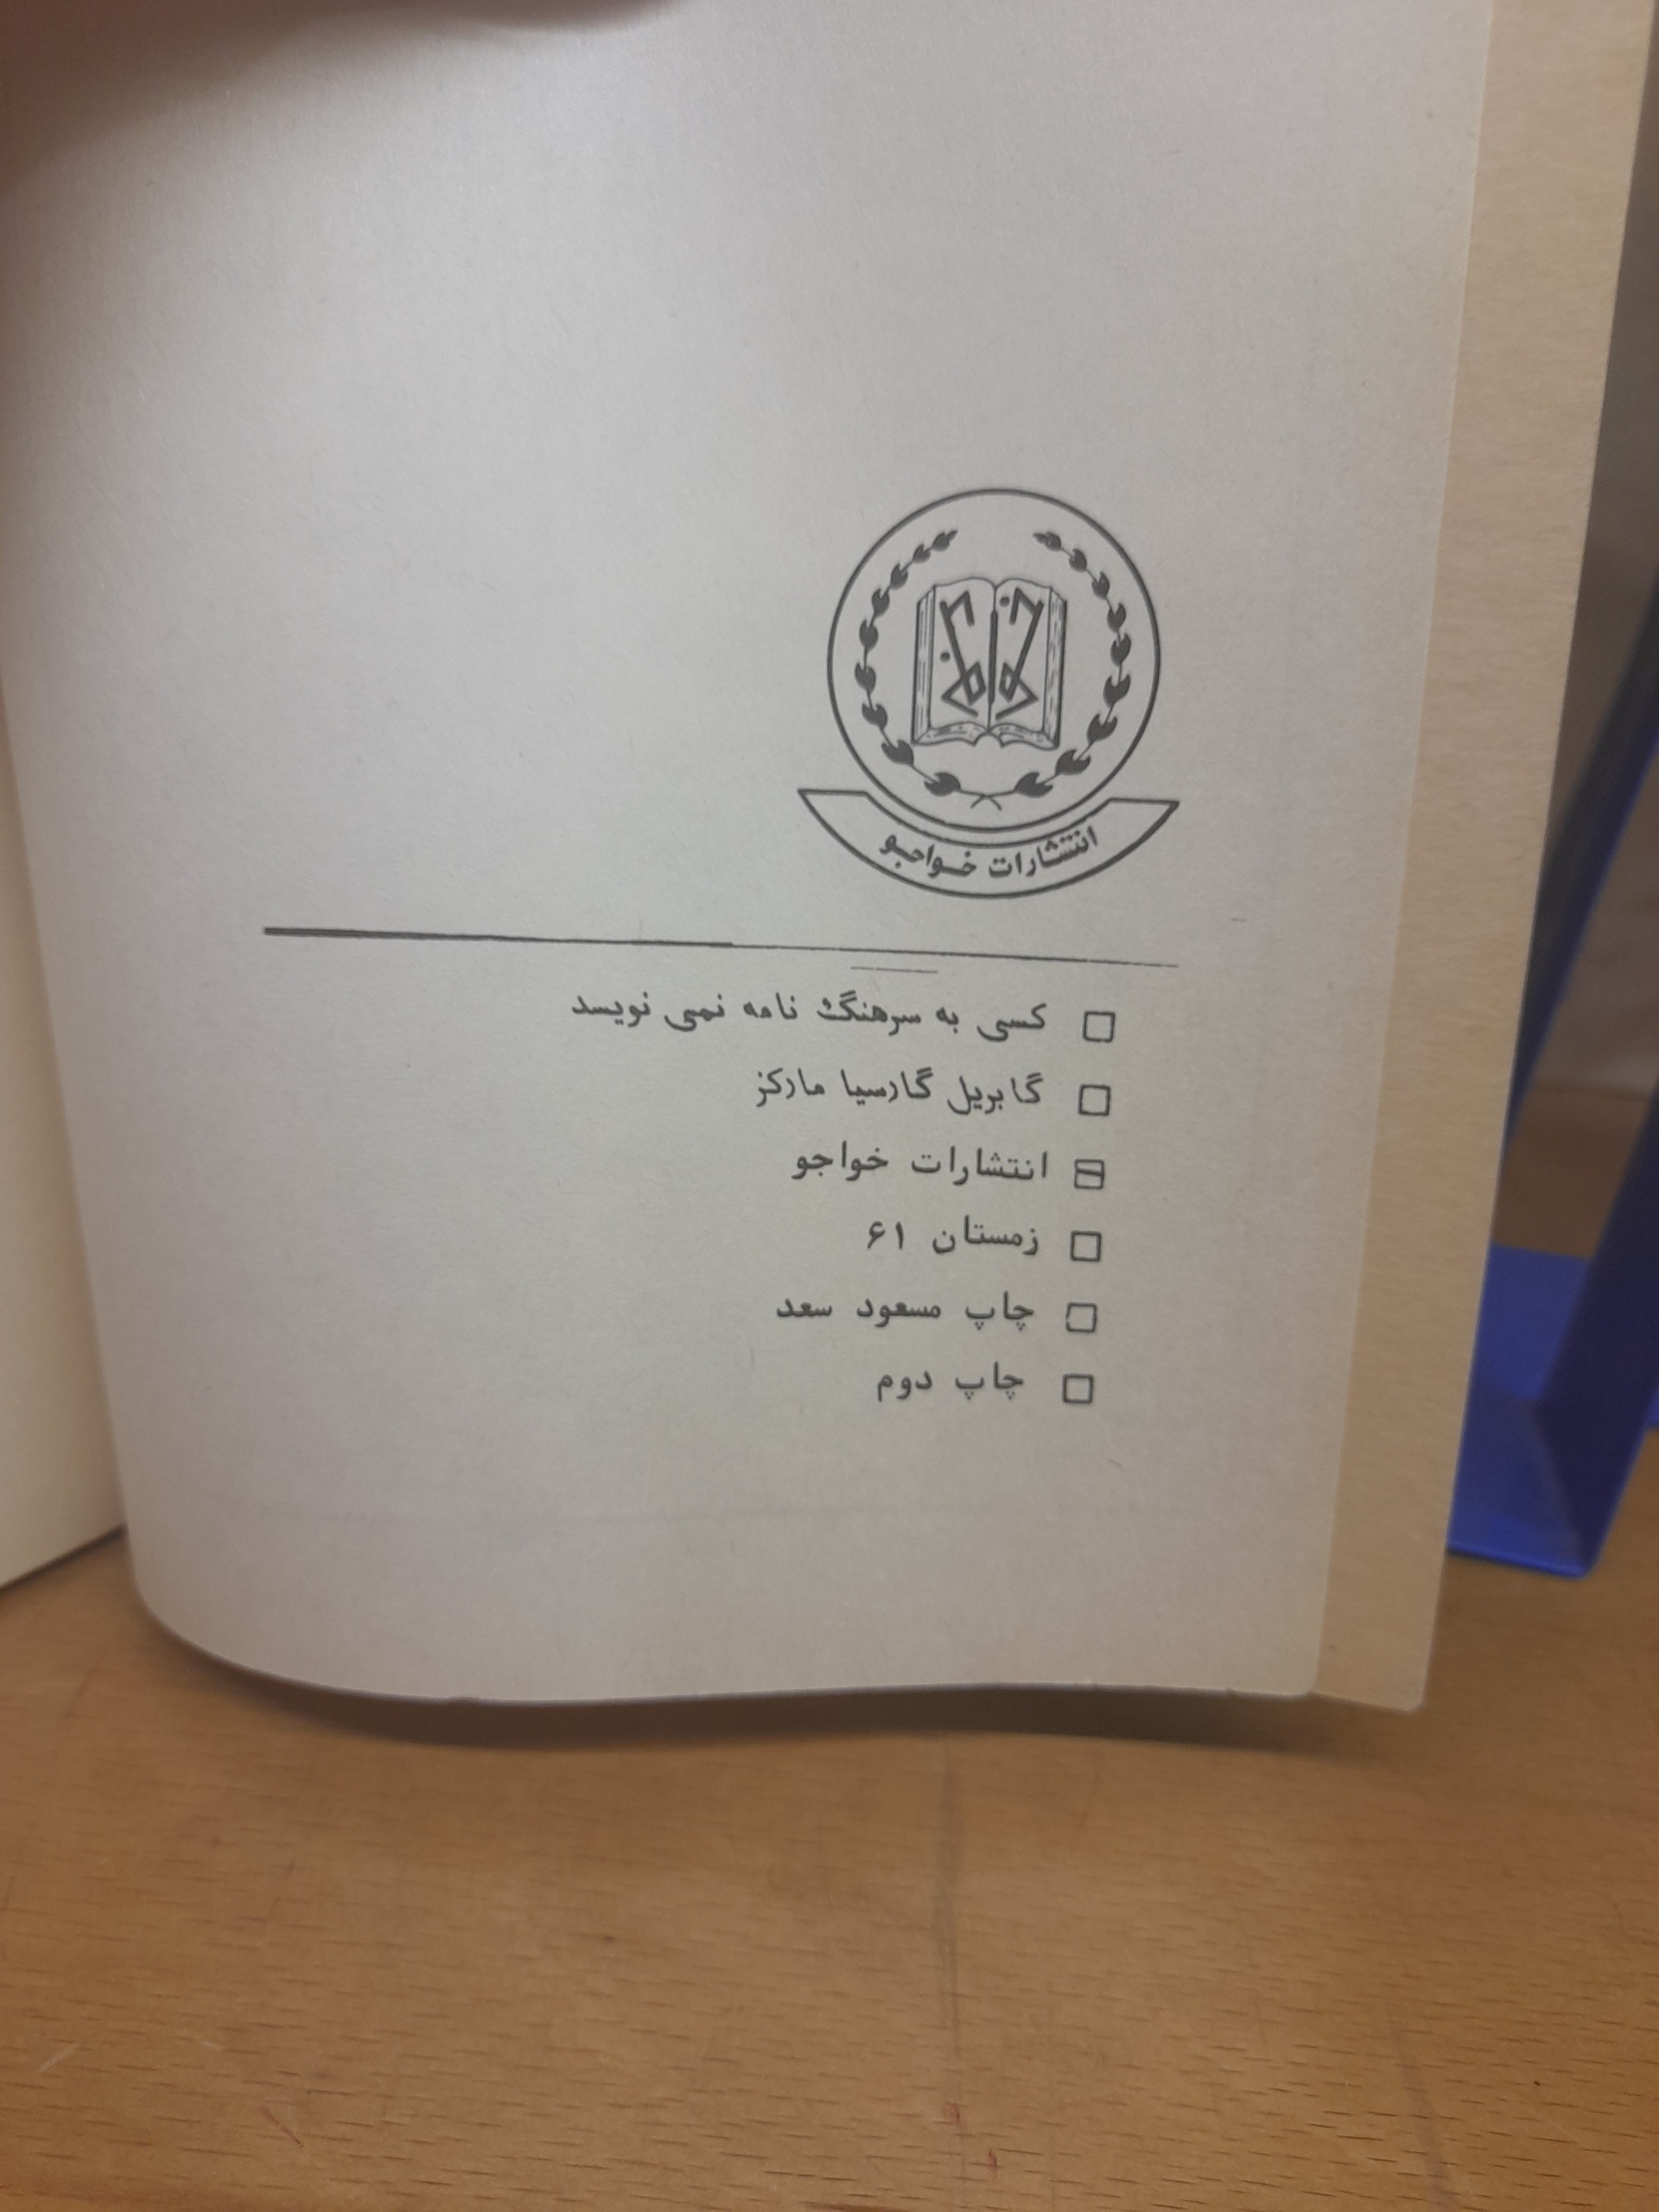 انتشارات خواجو
کسی به سرهنگ نامه نمی نویسد
گابریل گارسیا مارکز
انتشارات خواجو
زمستان ۶۱
چاپ مسعود سعد
چاپ دوم